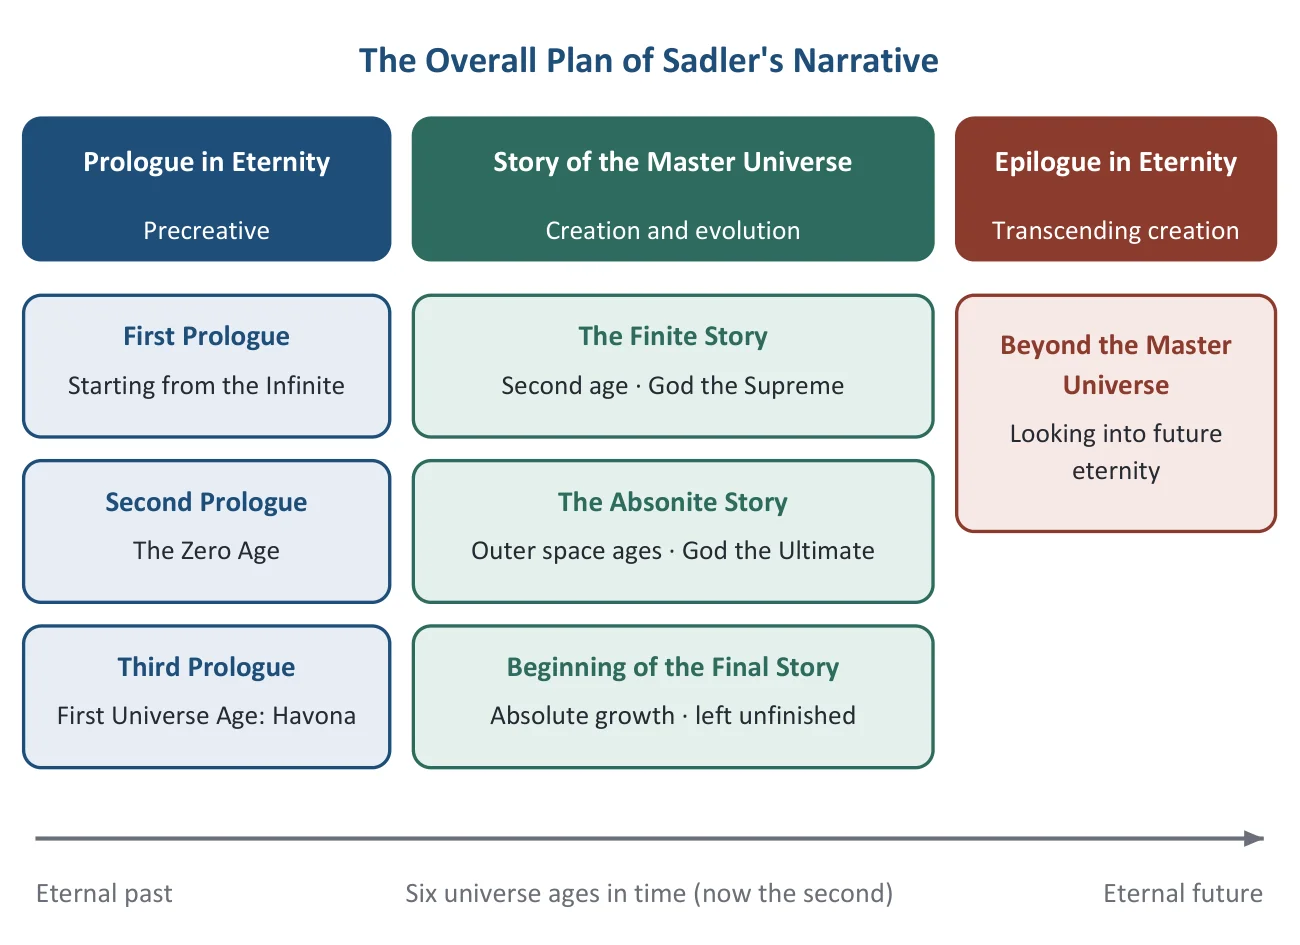 The Overall Plan of Sadler's Narrative
Prologue in Eternity
Precreative
Story of the Master Universe
Creation and evolution
Epilogue in Eternity
Transcending creation
First Prologue
Starting from the Infinite
Second Prologue
The Zero Age
Third Prologue
First Universe Age: Havona
The Finite Story
Second age · God the Supreme
The Absonite Story
Outer space ages · God the Ultimate
Beginning of the Final Story
Absolute growth · left unfinished
Beyond the Master
Universe
Looking into future
eternity
Eternal past
Six universe ages in time (now the second)
Eternal future